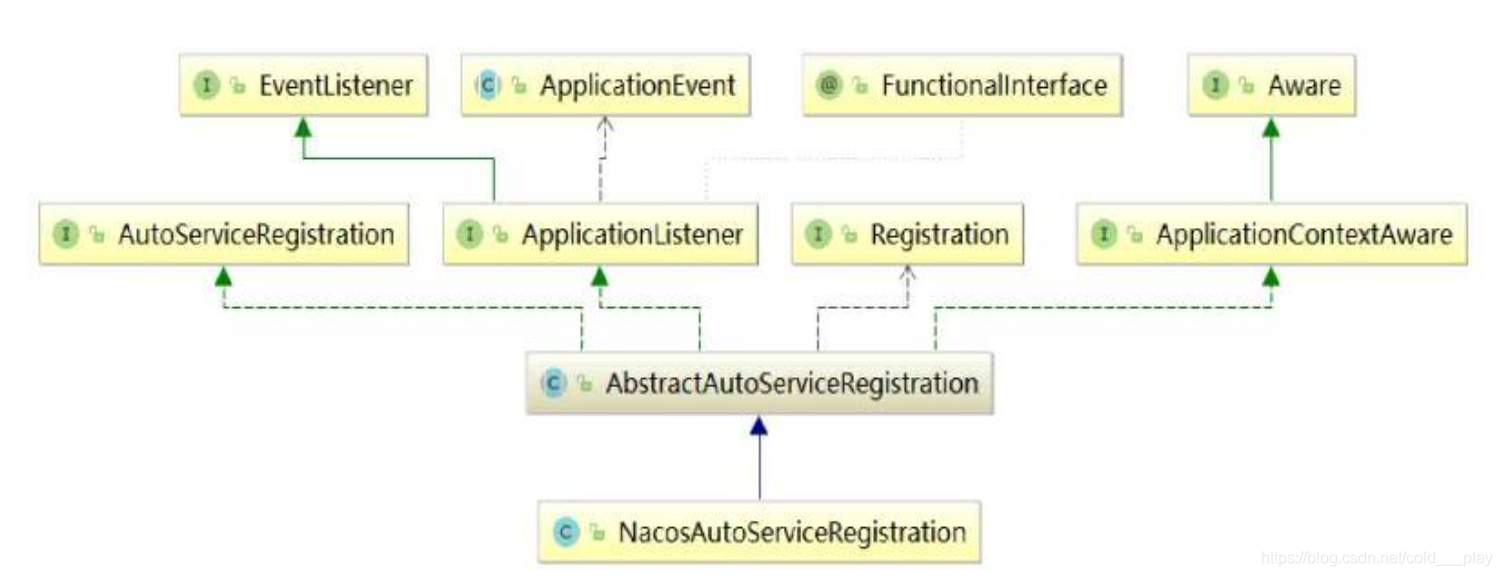 EventListener
ApplicationEvent
FunctionalInterface
Aware
AutoServiceRegistration
ApplicationListener
Registration
ApplicationContextAware
AbstractAutoServiceRegistration
NacosAutoServiceRegistration
https://blog.csdn.net/cold___play